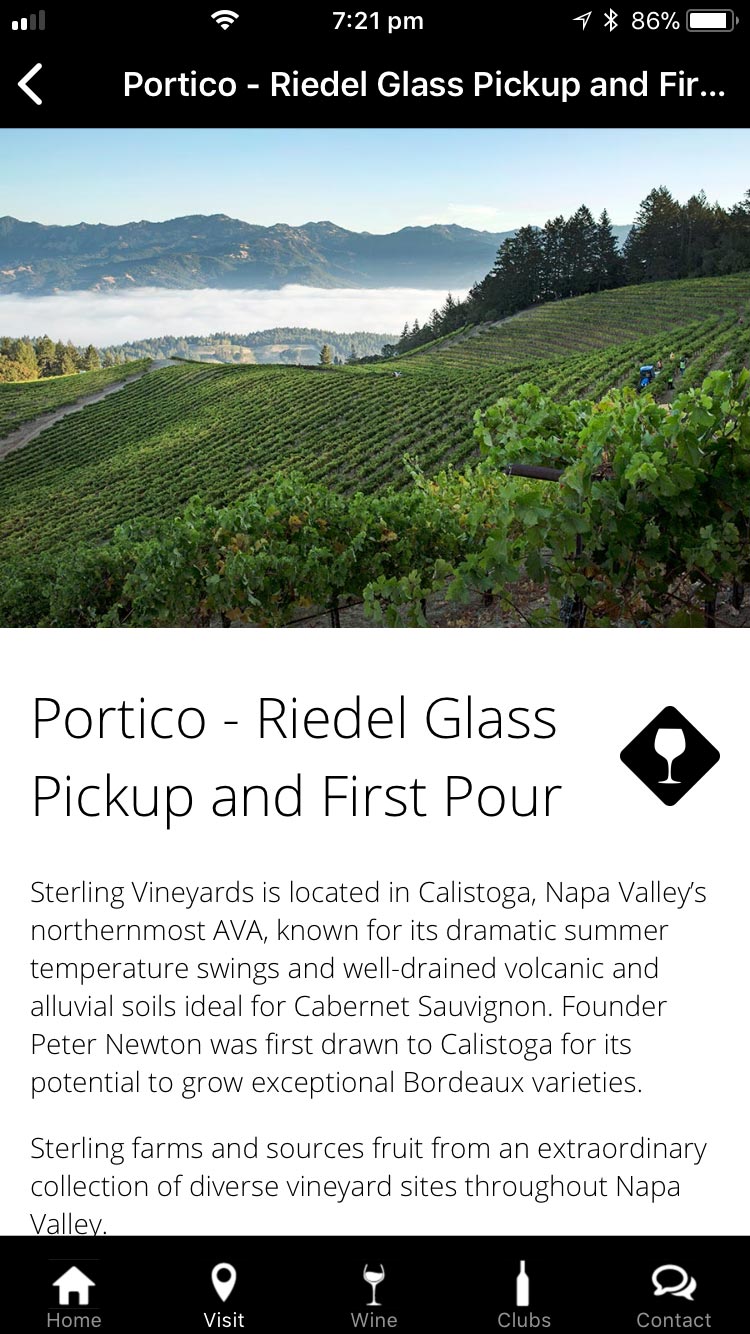 7:21 pm
86%
Portico - Riedel Glass Pickup and Fir...
Portico - Riedel Glass
Pickup and First Pour
Sterling Vineyards is located in Calistoga, Napa Valley’s
northernmost AVA, known for its dramatic summer
temperature swings and well-drained volcanic and
alluvial soils ideal for Cabernet Sauvignon. Founder
Peter Newton was first drawn to Calistoga for its
potential to grow exceptional Bordeaux varieties.
Sterling farms and sources fruit from an extraordinary
collection of diverse vineyard sites throughout Napa
Valley.
Home Visit Wine Clubs Contact